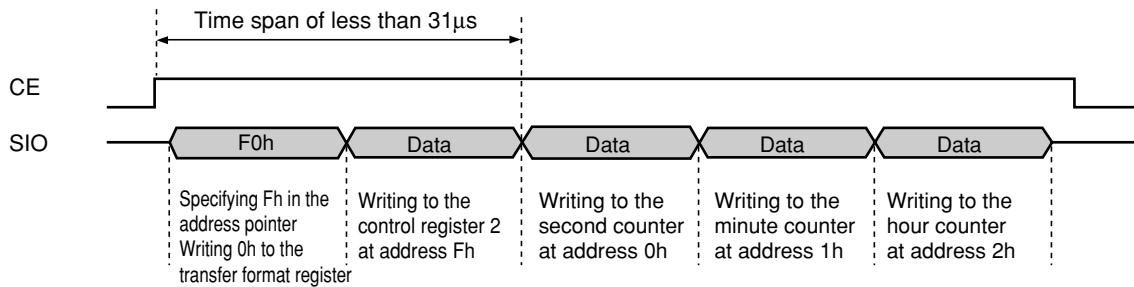 Time span of less than 31μs
CE
SIO
F0h
Data
Data
Data
Data
Specifying Fh in the
address pointer
Writing 0h to the
transfer format register
Writing to the
control register 2
at address Fh
Writing to the
second counter
at address 0h
Writing to the
minute counter
at address 1h
Writing to the
hour counter
at address 2h